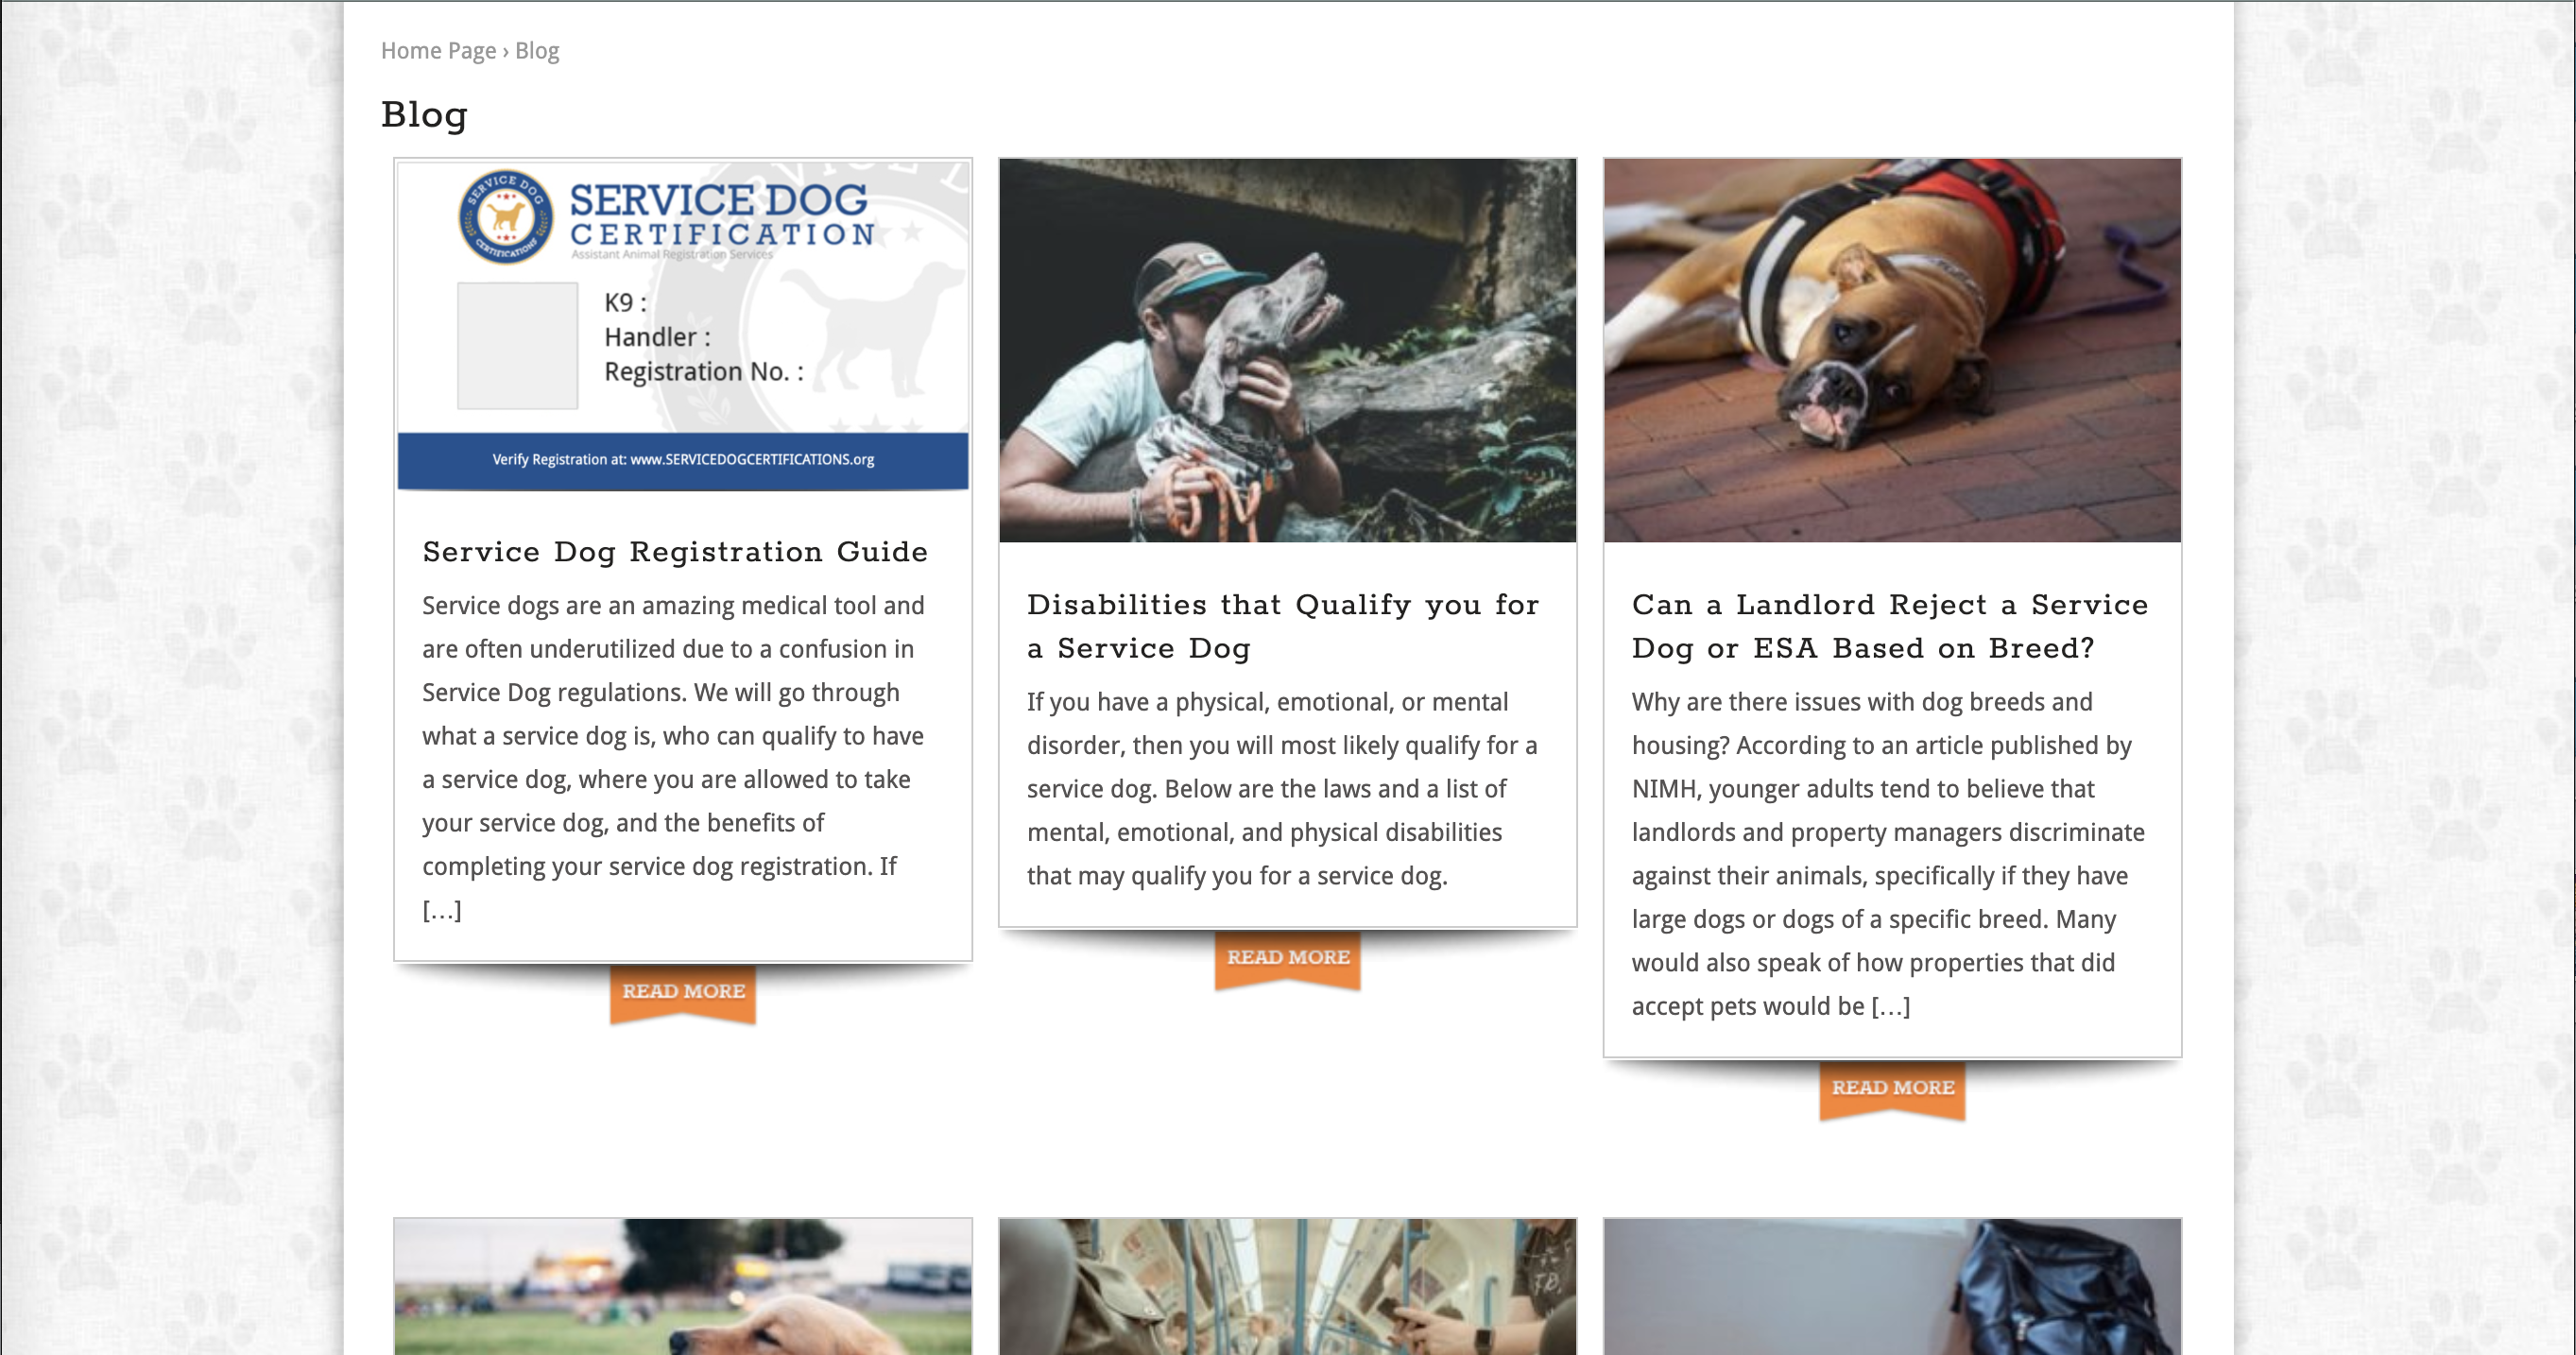 Home Page › Blog
Blog
SERVICE DOG
CERTIFICATIONS
SERVICE DOG
CERTIFICATION
Assistant Animal Registration Services
SERVICE D
K9 :
Handler :
Registration No. :
Verify Registration at: www.SERVICEDOGCERTIFICATIONS.org
Service Dog Registration Guide
Service dogs are an amazing medical tool and
are often underutilized due to a confusion in
Service Dog regulations. We will go through
what a service dog is, who can qualify to have
a service dog, where you are allowed to take
your service dog, and the benefits of
completing your service dog registration. If
[…]
READ MORE
Disabilities that Qualify you for
a Service Dog
If you have a physical, emotional, or mental
disorder, then you will most likely qualify for a
service dog. Below are the laws and a list of
mental, emotional, and physical disabilities
that may qualify you for a service dog.
READ MORE
Can a Landlord Reject a Service
Dog or ESA Based on Breed?
Why are there issues with dog breeds and
housing? According to an article published by
NIMH, younger adults tend to believe that
landlords and property managers discriminate
against their animals, specifically if they have
large dogs or dogs of a specific breed. Many
would also speak of how properties that did
accept pets would be […]
READ MORE